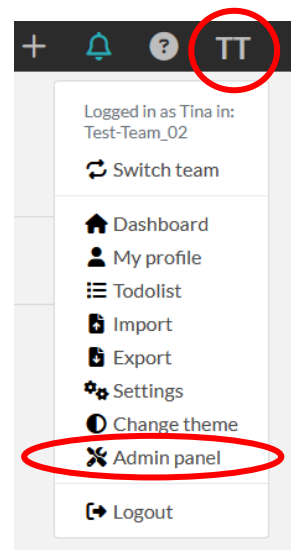 TT
Logged in as Tina in:
Test-Team_02
Switch team
Dashboard
My profile
Todolist
Import
Export
Settings
Change theme
Admin panel
Logout